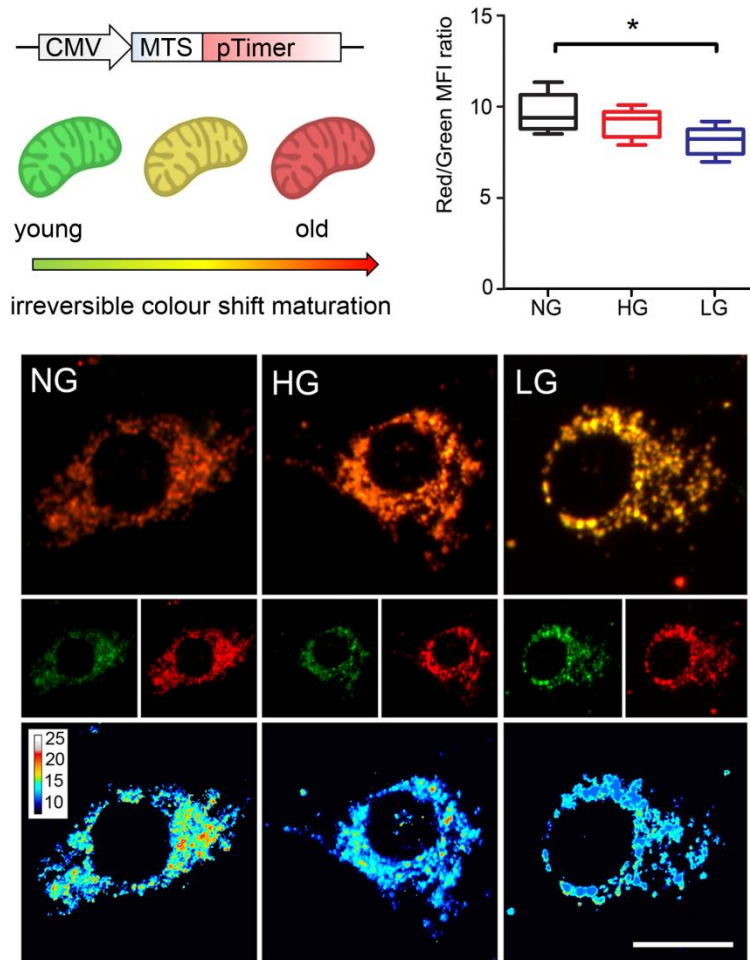 CMV MTS pTimer
young old
irreversible colour shift maturation
*
Red/Green MFI ratio
15
10
5
0
NG HG LG
NG HG LG
25
20
15
10